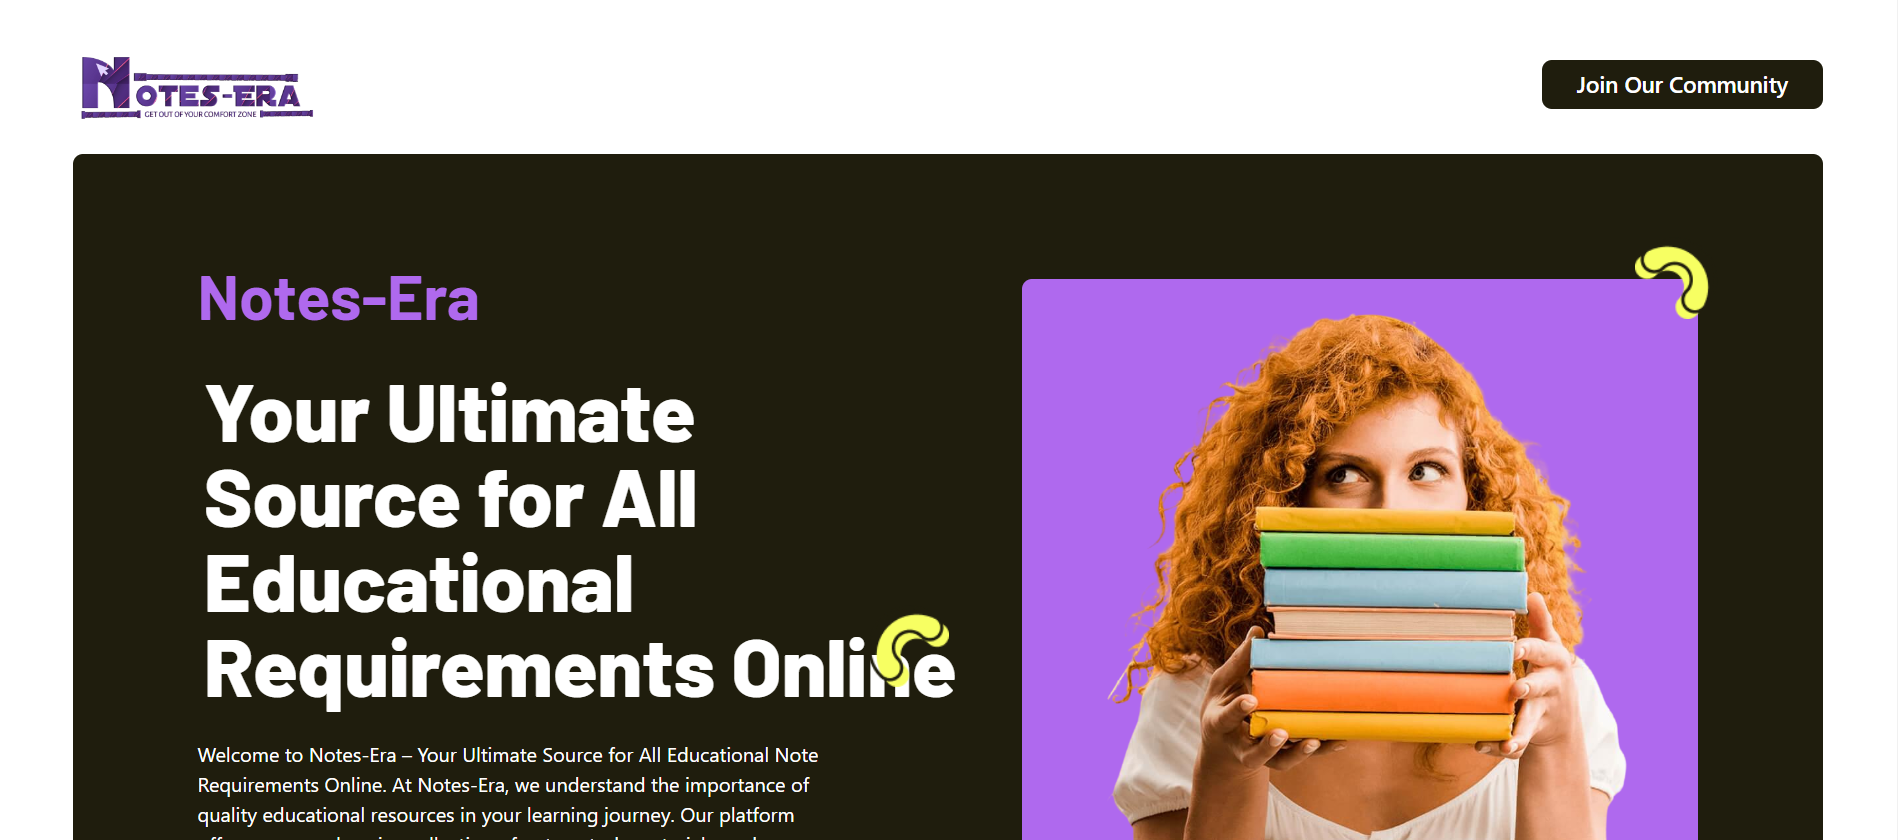 NOTES-ERA
GET OUT OF YOUR COMFORT ZONE
Join Our Community
Notes-Era
Your Ultimate
Source for All
Educational
Requirements Online
Welcome to Notes-Era – Your Ultimate Source for All Educational Note
Requirements Online. At Notes-Era, we understand the importance of
quality educational resources in your learning journey. Our platform